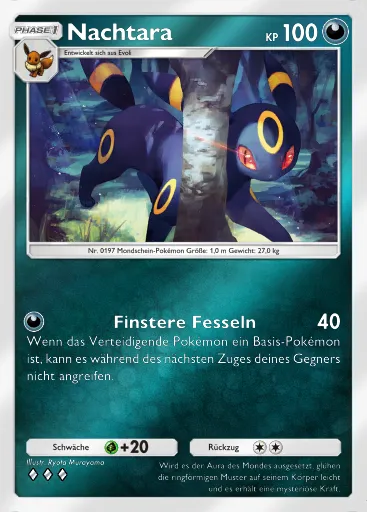 PHASE 1
Nachtara
KP 100
Entwickelt sich aus Evoli
Nr. 0197 Mondschein-Pokémon Größe: 1,0 m Gewicht: 27,0 kg
Finstere Fesseln 40
Wenn das Verteidigende Pokémon ein Basis-Pokémon
ist, kann es während des nächsten Zuges deines Gegners
nicht angreifen.
Schwäche +20
Rückzug
Illustr. Ryota Murayama
Wird es der Aura des Mondes ausgesetzt, glühen
die ringförmigen Muster auf seinem Körper leicht
und es erhält eine mysteriöse Kraft.